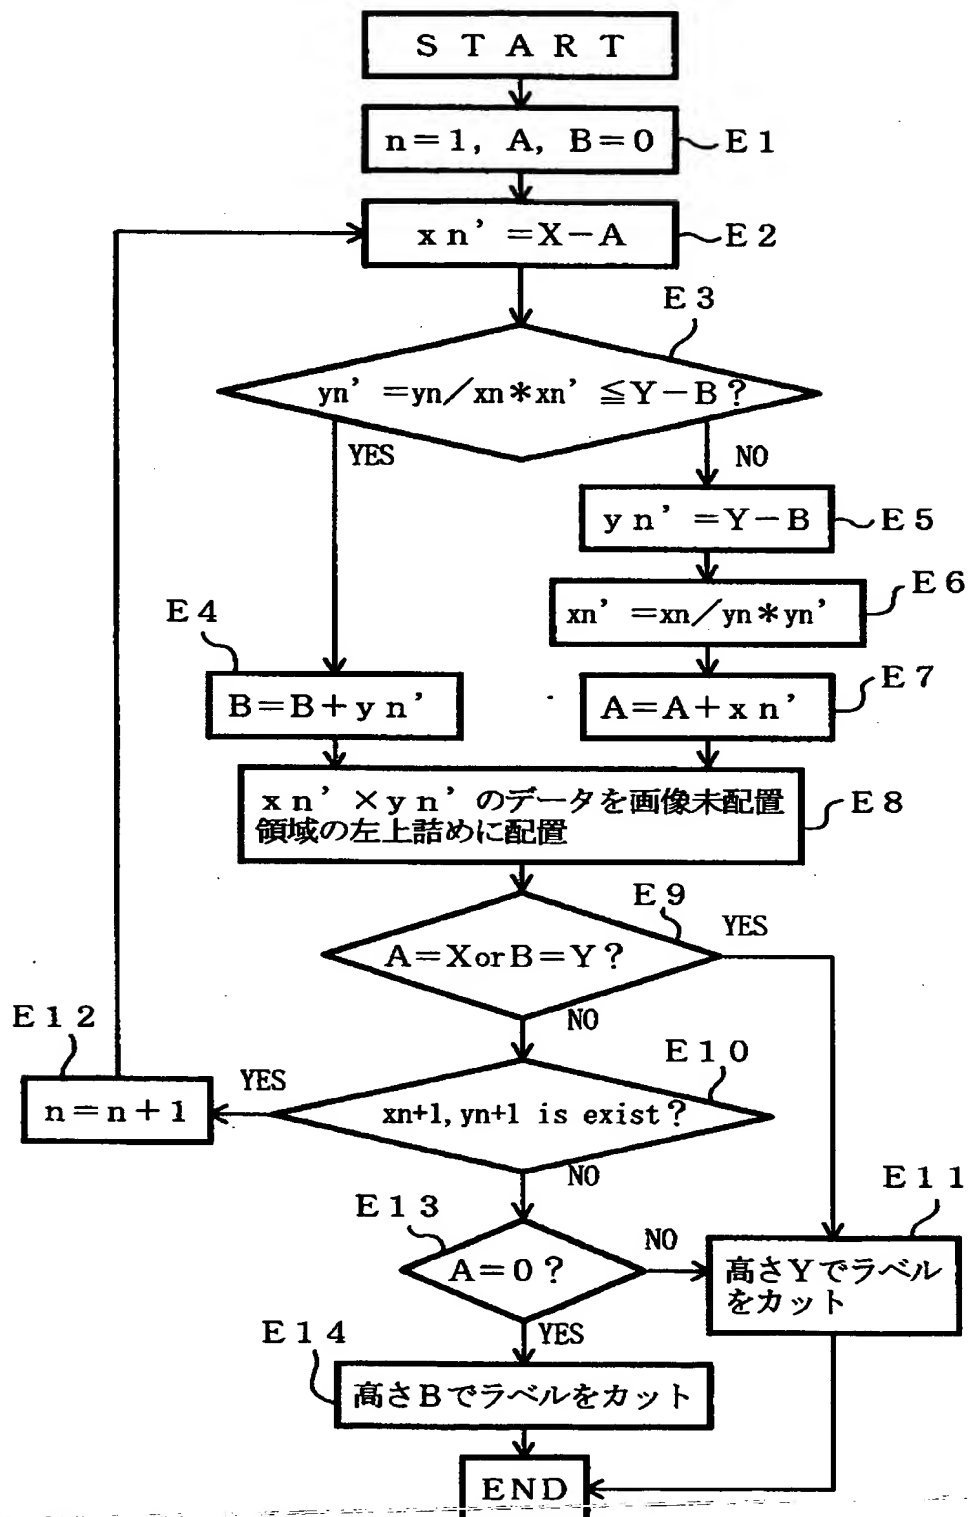 START
n=1, A, B=0
E1
xn'=X-A
E2
E3
yn'=yn/xn*xn'≦Y-B?
YES
NO
yn'=Y-B
E5
xn'=xn/yn*yn'
E6
E4
B=B+yn'
A=A+xn'
E7
xn'×yn'のデータを画像未配置
領域の左上詰めに配置
E8
E9
A=XorB=Y?
YES
NO
E12
n=n+1
YES
E10
xn+1,yn+1 is exist?
NO
E13
A=0?
NO
E11
高さYでラベル
をカット
YES
E14
高さBでラベルをカット
END